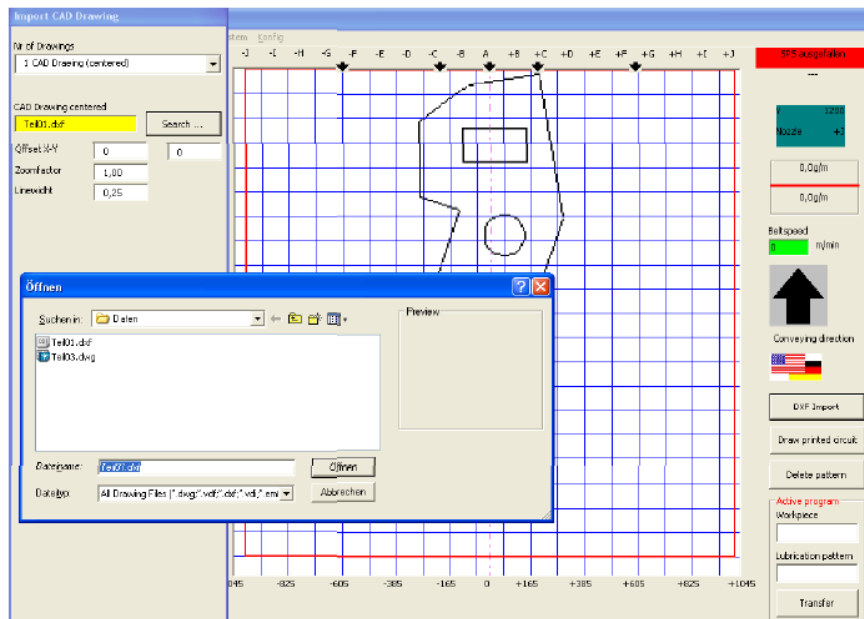 Import CAD Drawing
Nr of Drawings
1 CAD Drawing (centered)
CAD Drawing centered
Teil01.dxf
Search ...
Offset X-Y
0
0
Zoomfactor
1,00
Linewidht
0,25
stem Konfig
-J -I -H -G -F -E -D -C -B A +B +C +D +E +F +G +H +I +J
SPS ausgefallen
---
V 1200
Nozzle +J
0,0g/m
0,0g/m
Beltspeed
0 m/min
Conveying direction
DXF Import
Draw printed circuit
Delete pattern
Active program
Workpiece
Lubrication pattern
Transfer
Öffnen
Suchen in:
Daten
Teil01.dxf
Teil03.dwg
Preview
Dateiname:
Teil01.dxf
Öffnen
Dateityp:
All Drawing Files (*.dwg;*.vdf;*.dxf;*.vdi;*.emi
Abbrechen
1045 -825 -605 -385 -165 0 +165 +385 +605 +825 +1045